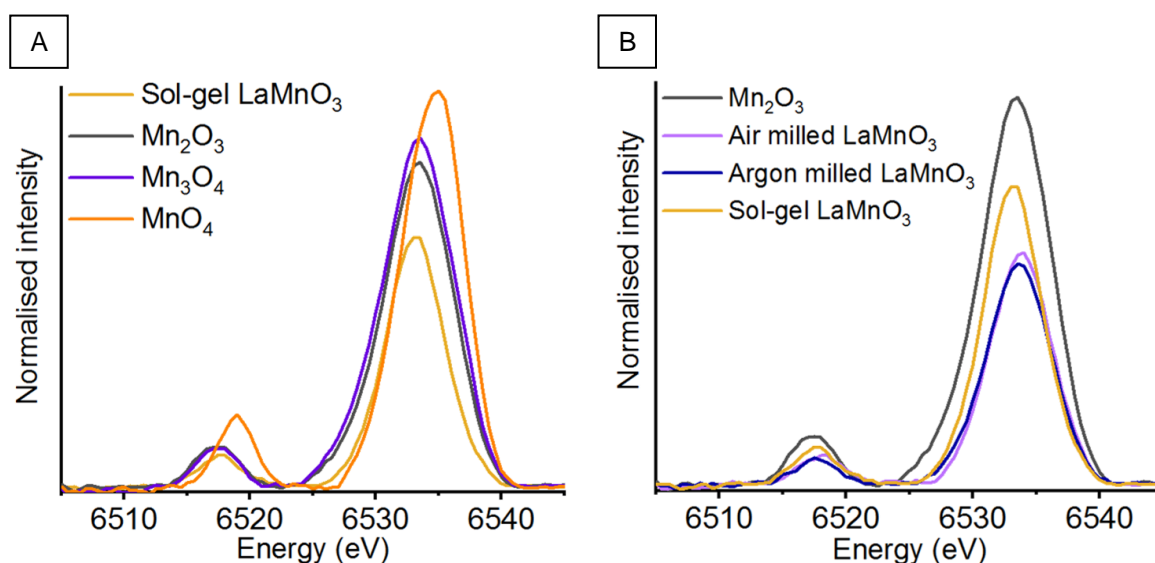 A
Sol-gel LaMnO₃
Mn₂O₃
Mn₃O₄
MnO₄
Normalised intensity
6510 6520 6530 6540
Energy (eV)
B
Mn₂O₃
Air milled LaMnO₃
Argon milled LaMnO₃
Sol-gel LaMnO₃
Normalised intensity
6510 6520 6530 6540
Energy (eV)